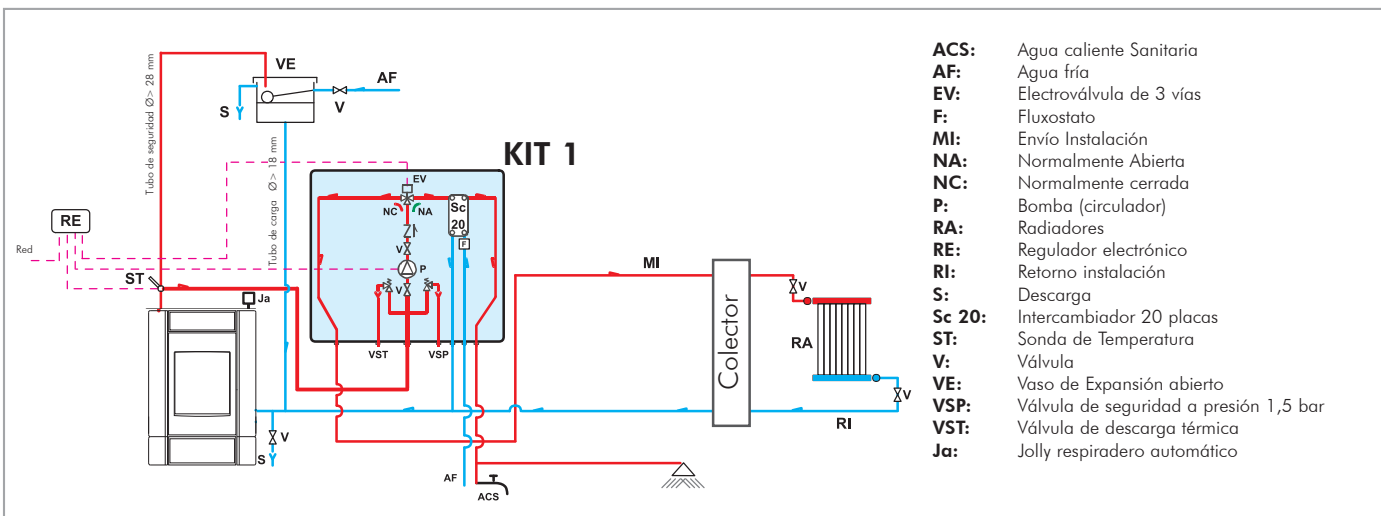 VE
AF
S
V
Tubo de seguridad Ø> 28 mm
Tubo de carga Ø> 18 mm
KIT 1
EV
NC
NA
Sc
20
F
V
P
V
RE
Red
ST
Ja
VST
VSP
MI
Colector
V
RA
V
RI
V
S
AF
ACS
ACS: Agua caliente Sanitaria
AF: Agua fría
EV: Electroválvula de 3 vías
F: Fluxostato
MI: Envío Instalación
NA: Normalmente Abierta
NC: Normalmente cerrada
P: Bomba (circulador)
RA: Radiadores
RE: Regulador electrónico
RI: Retorno instalación
S: Descarga
Sc 20: Intercambiador 20 placas
ST: Sonda de Temperatura
V: Válvula
VE: Vaso de Expansión abierto
VSP: Válvula de seguridad a presión 1,5 bar
VST: Válvula de descarga térmica
Ja: Jolly respiradero automático